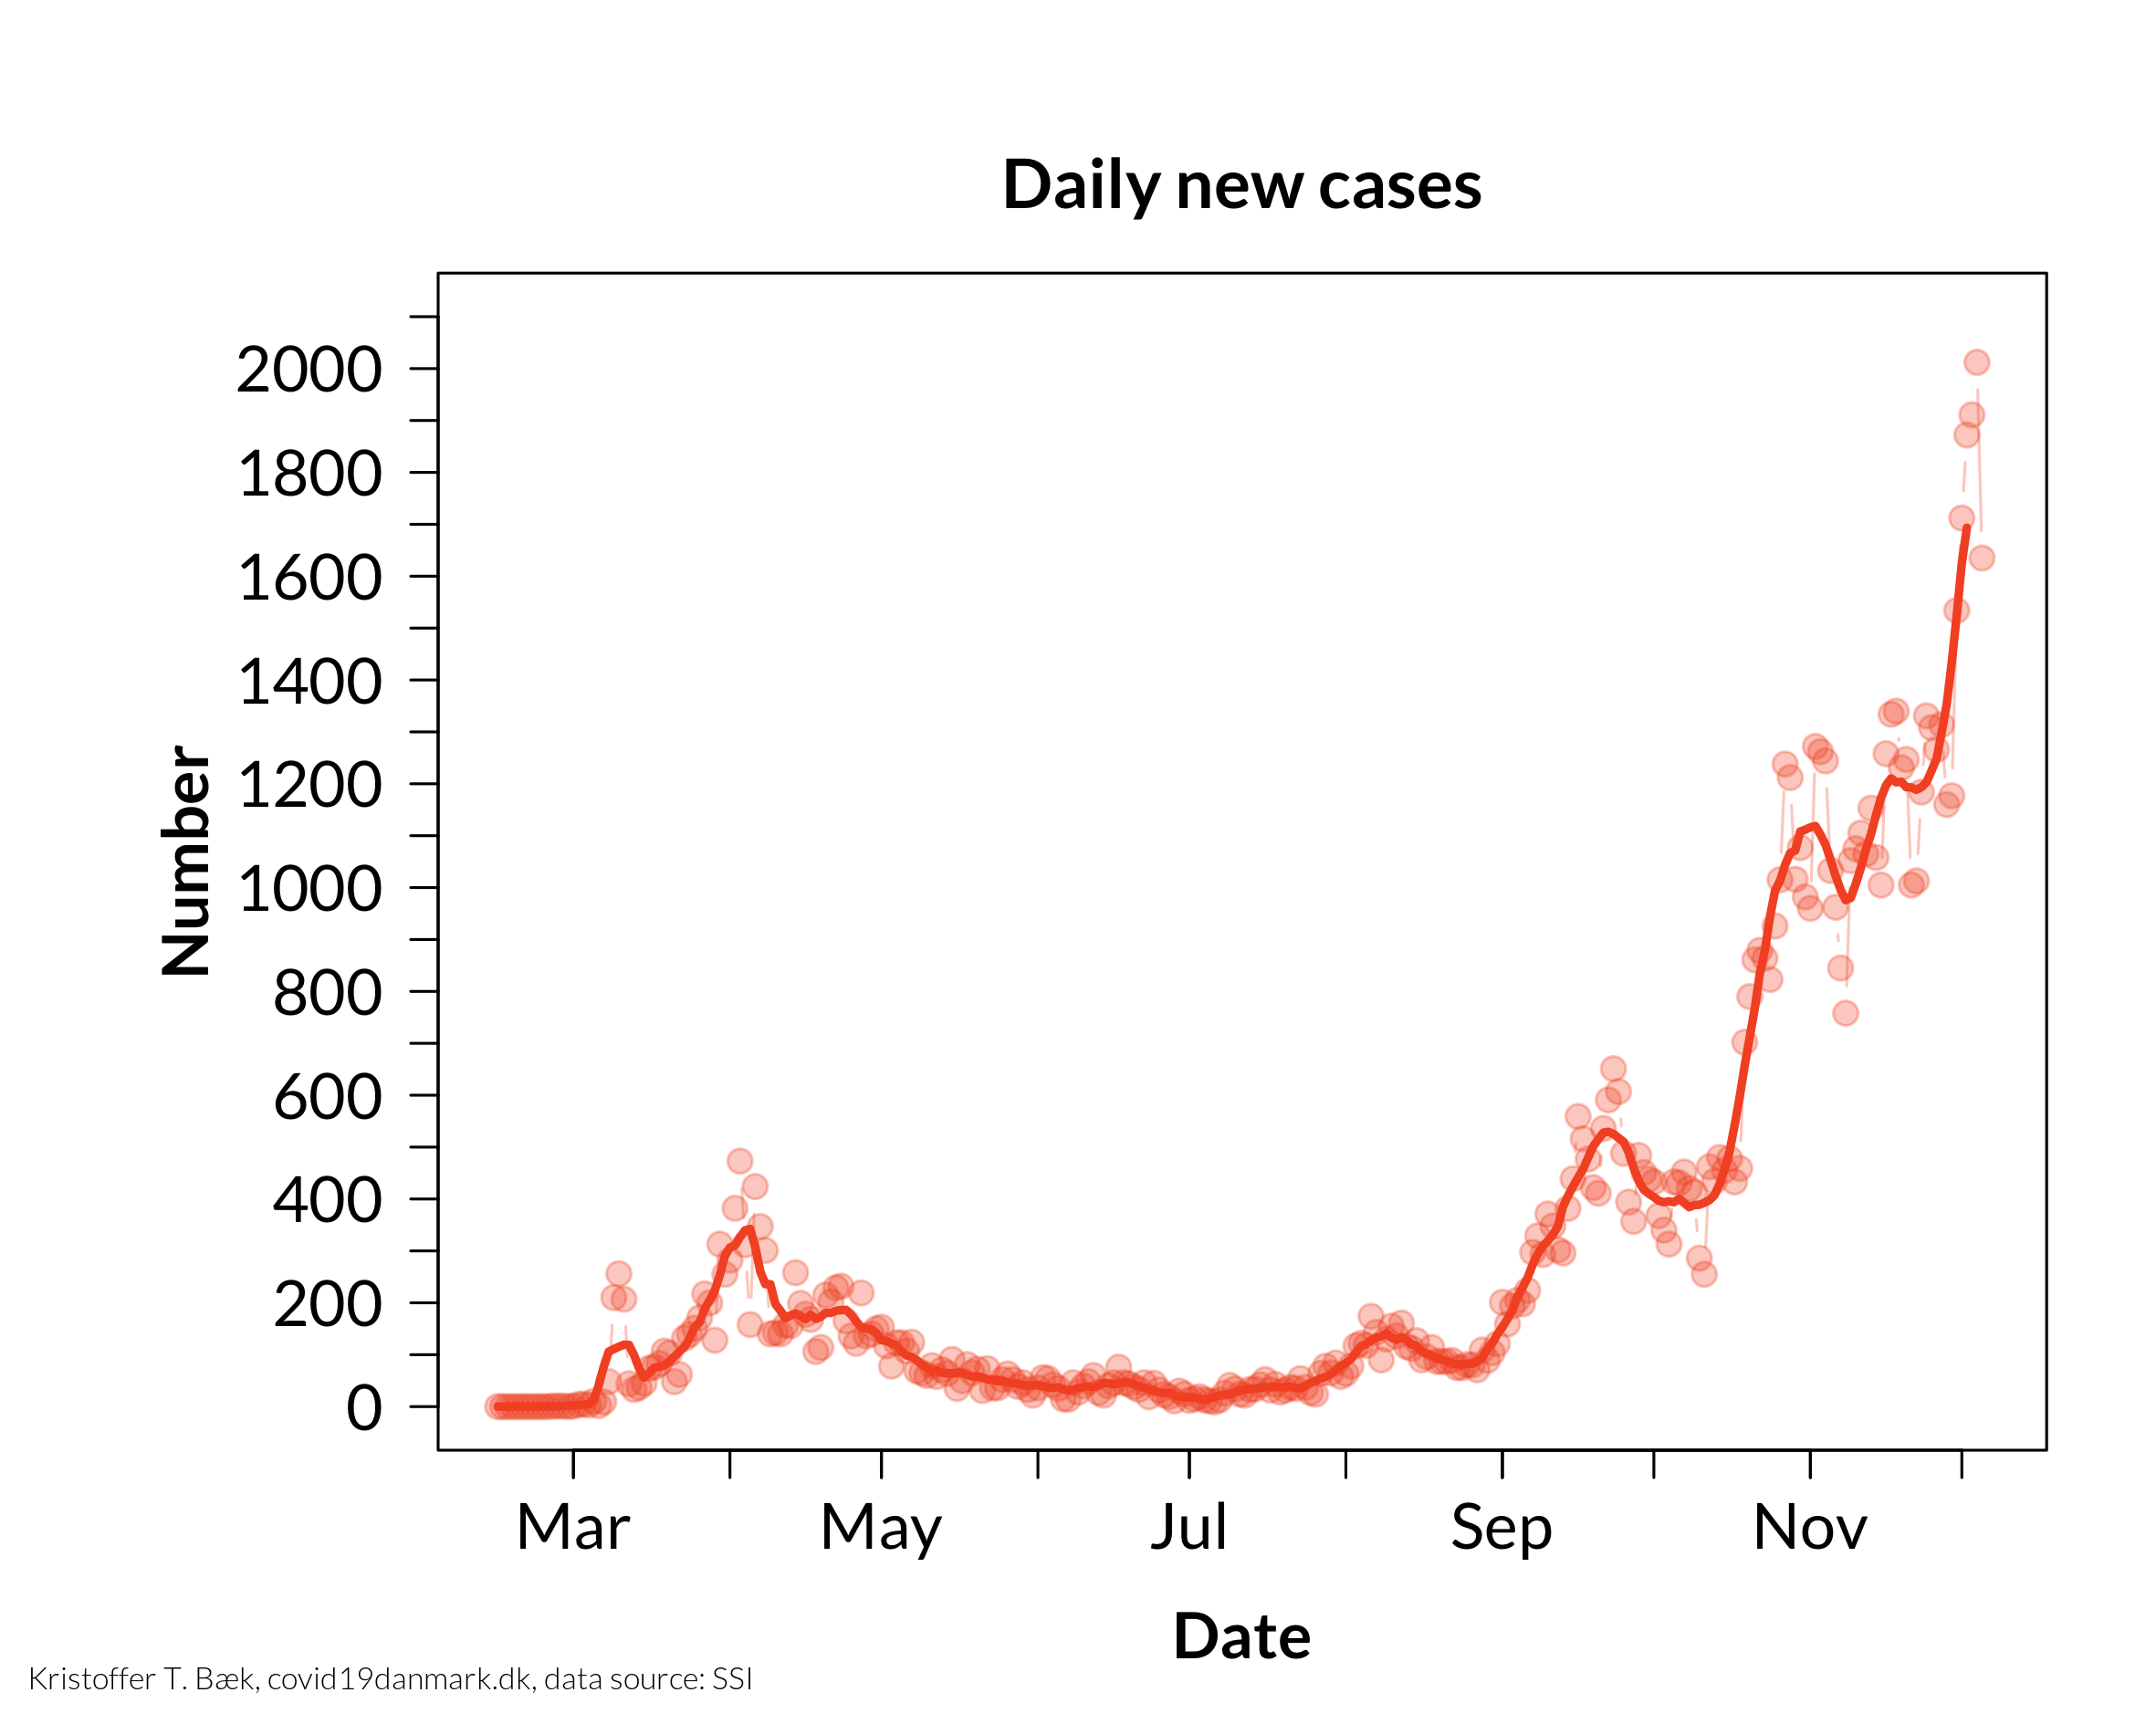 Daily new cases
Number
2000
1800
1600
1400
1200
1000
800
600
400
200
0
Mar May Jul Sep Nov
Date
Kristoffer T. Bæk, covid19danmark.dk, data source: SSI